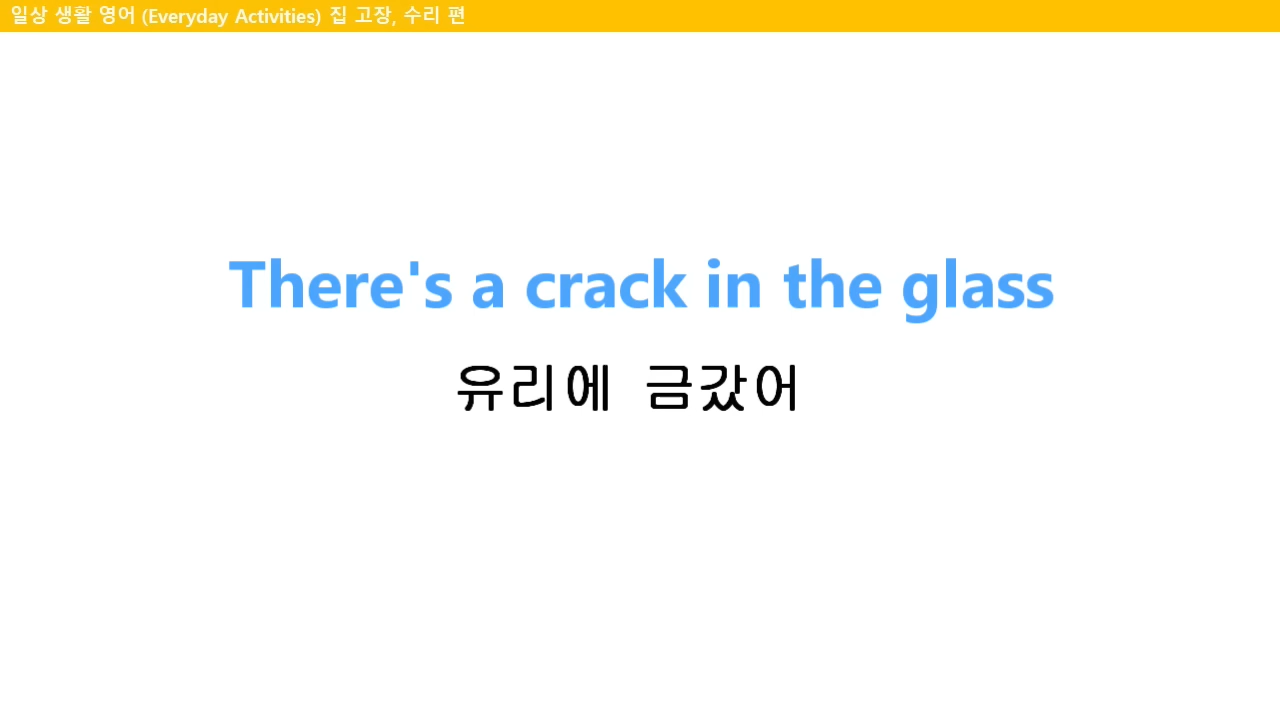 일상 생활 영어 (Everyday Activities) 집 고장, 수리 편
There's a crack in the glass
유리에 금갔어